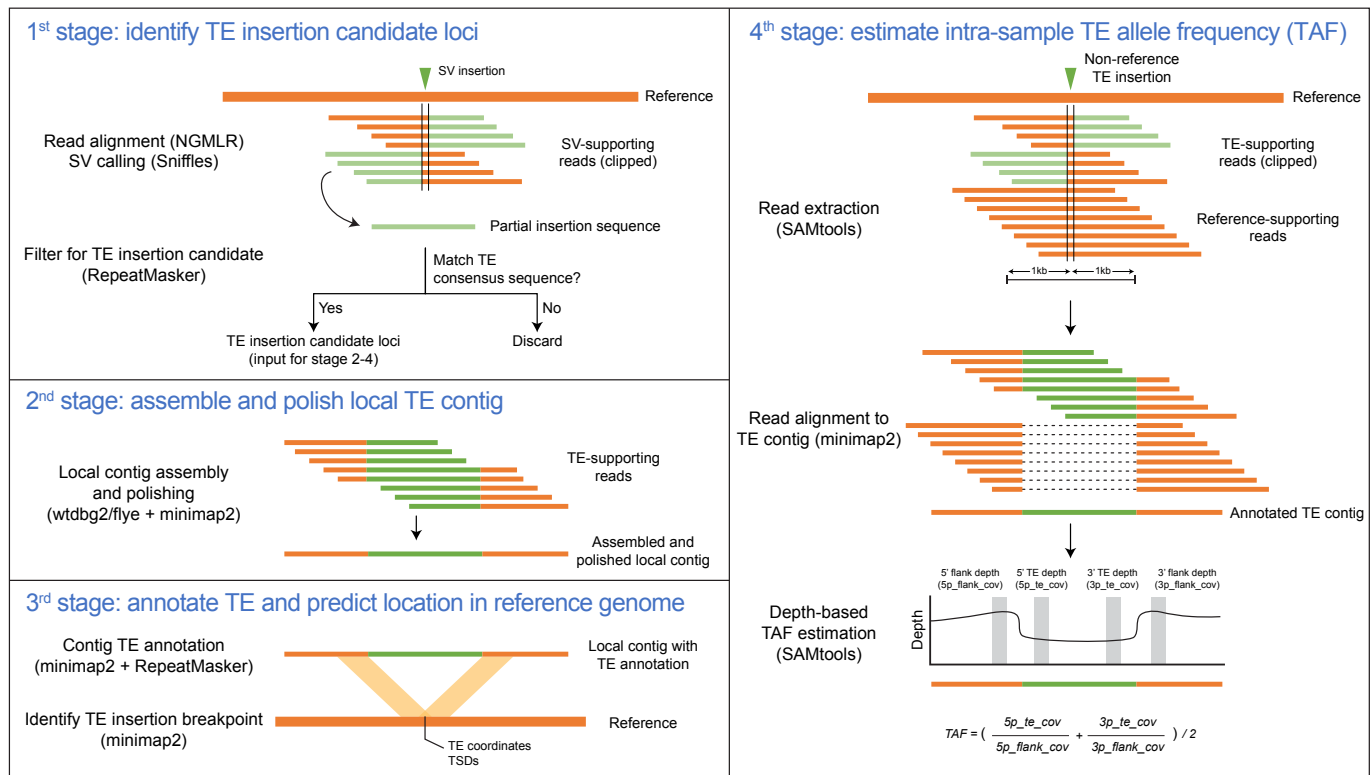 1st stage: identify TE insertion candidate loci
SV insertion
Reference
Read alignment (NGMLR)
SV calling (Sniffles)
SV-supporting
reads (clipped)
Partial insertion sequence
Filter for TE insertion candidate
(RepeatMasker)
Match TE
consensus sequence?
Yes
No
TE insertion candidate loci
(input for stage 2-4)
Discard
2nd stage: assemble and polish local TE contig
Local contig assembly
and polishing
(wtdbg2/flye + minimap2)
TE-supporting
reads
Assembled and
polished local contig
3rd stage: annotate TE and predict location in reference genome
Contig TE annotation
(minimap2 + RepeatMasker)
Local contig with
TE annotation
Identify TE insertion breakpoint
(minimap2)
Reference
TE coordinates
TSDs
4th stage: estimate intra-sample TE allele frequency (TAF)
Non-reference
TE insertion
Reference
TE-supporting
reads (clipped)
Read extraction
(SAMtools)
Reference-supporting
reads
1kb
1kb
Read alignment to
TE contig (minimap2)
Annotated TE contig
5' flank depth
(5p_flank_cov)
5' TE depth
(5p_te_cov)
3' TE depth
(3p_te_cov)
3' flank depth
(3p_flank_cov)
Depth-based
TAF estimation
(SAMtools)
Depth
TAF = ( 5p_te_cov / 5p_flank_cov + 3p_te_cov / 3p_flank_cov ) / 2